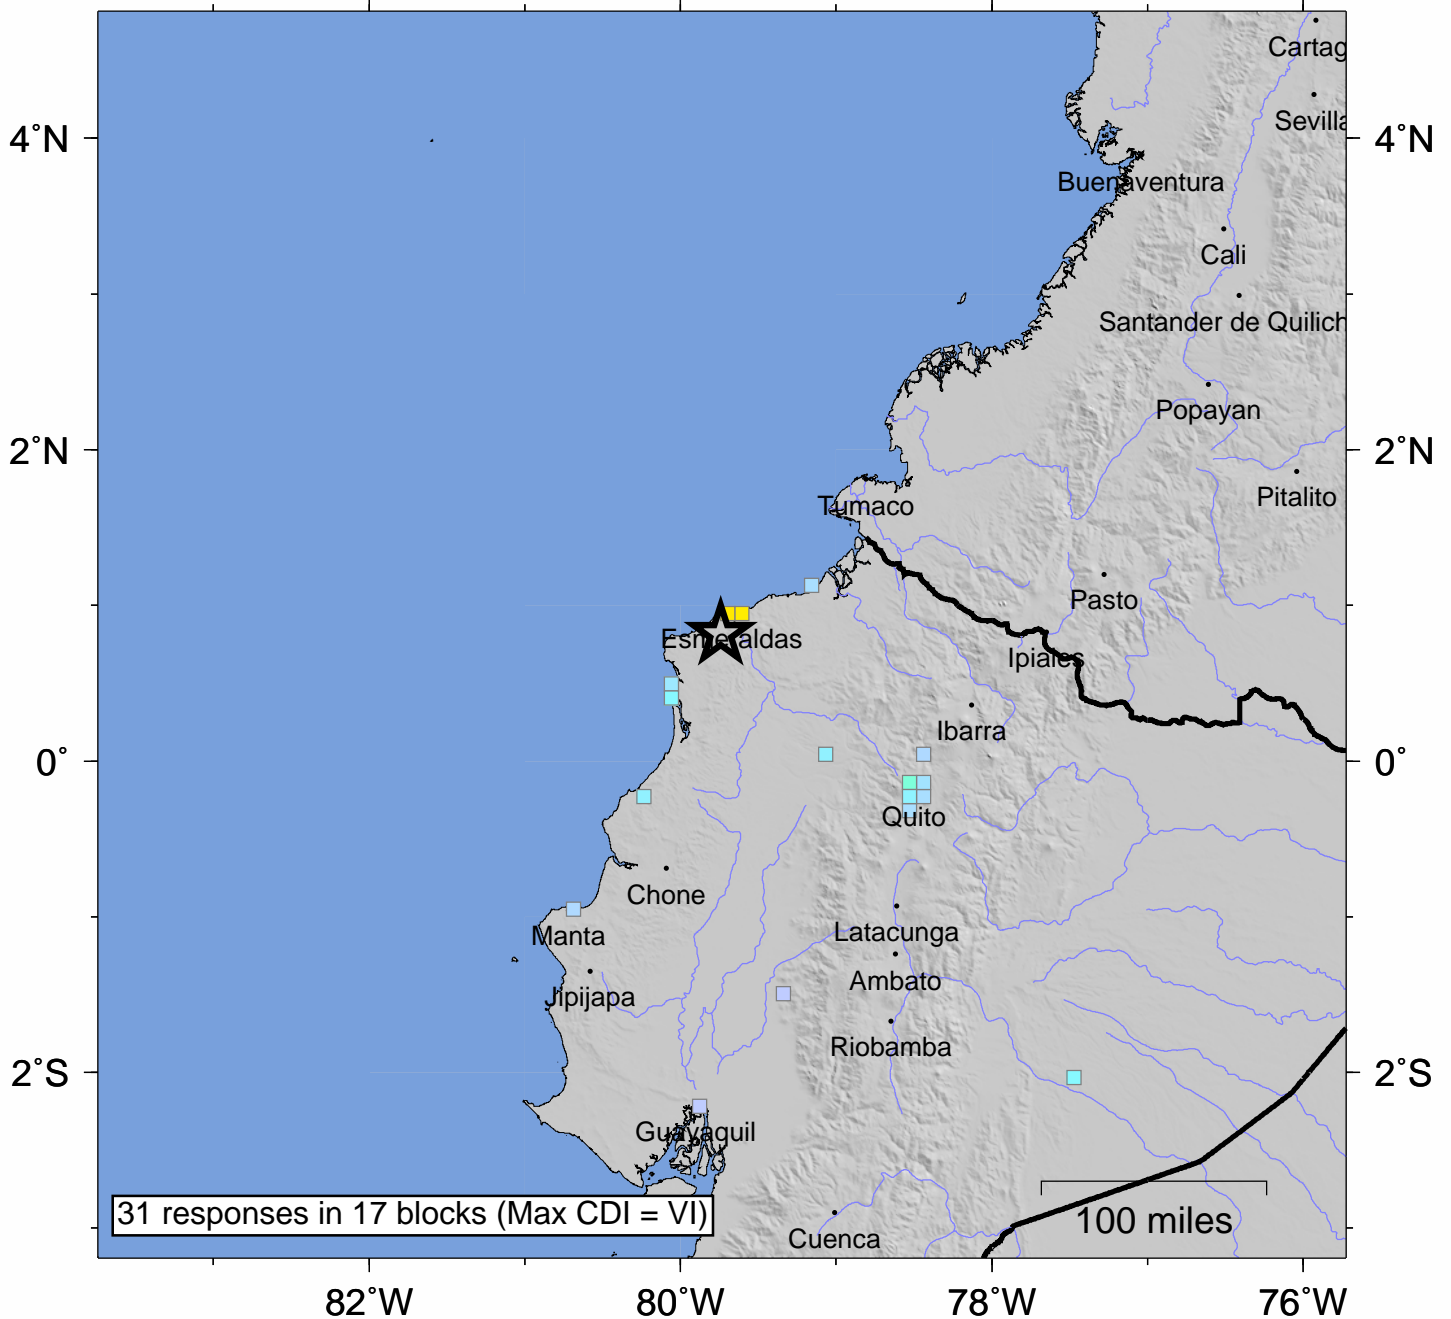 Cartag
Sevilla
4°N
4°N
Buenaventura
Cali
Santander de Quilich
Popayan
2°N
2°N
Pitalito
Tumaco
Pasto
Esmeraldas
Ipiales
Ibarra
0°
0°
Quito
Chone
Latacunga
Manta
Ambato
Jipijapa
Riobamba
2°S
2°S
Guayaquil
31 responses in 17 blocks (Max CDI = VI)
100 miles
Cuenca
82°W
80°W
78°W
76°W